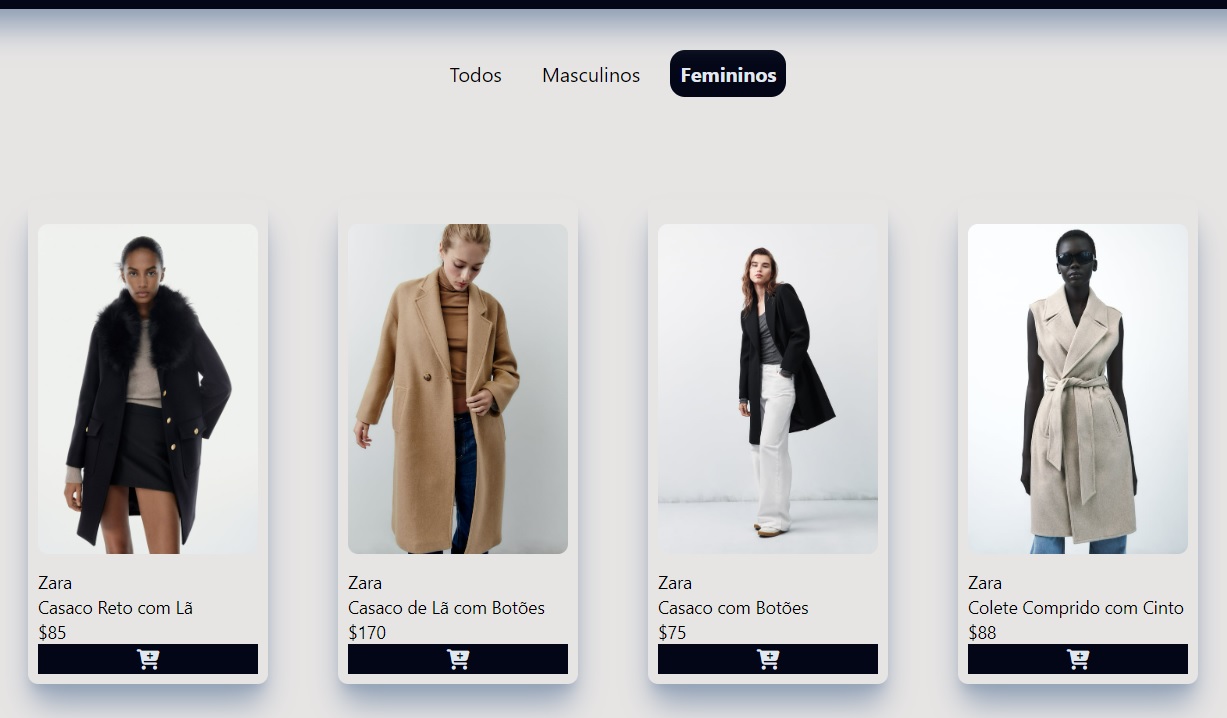 Todos
Masculinos
Femininos
Zara
Casaco Reto com Lã
$85
Zara
Casaco de Lã com Botões
$170
Zara
Casaco com Botões
$75
Zara
Colete Comprido com Cinto
$88